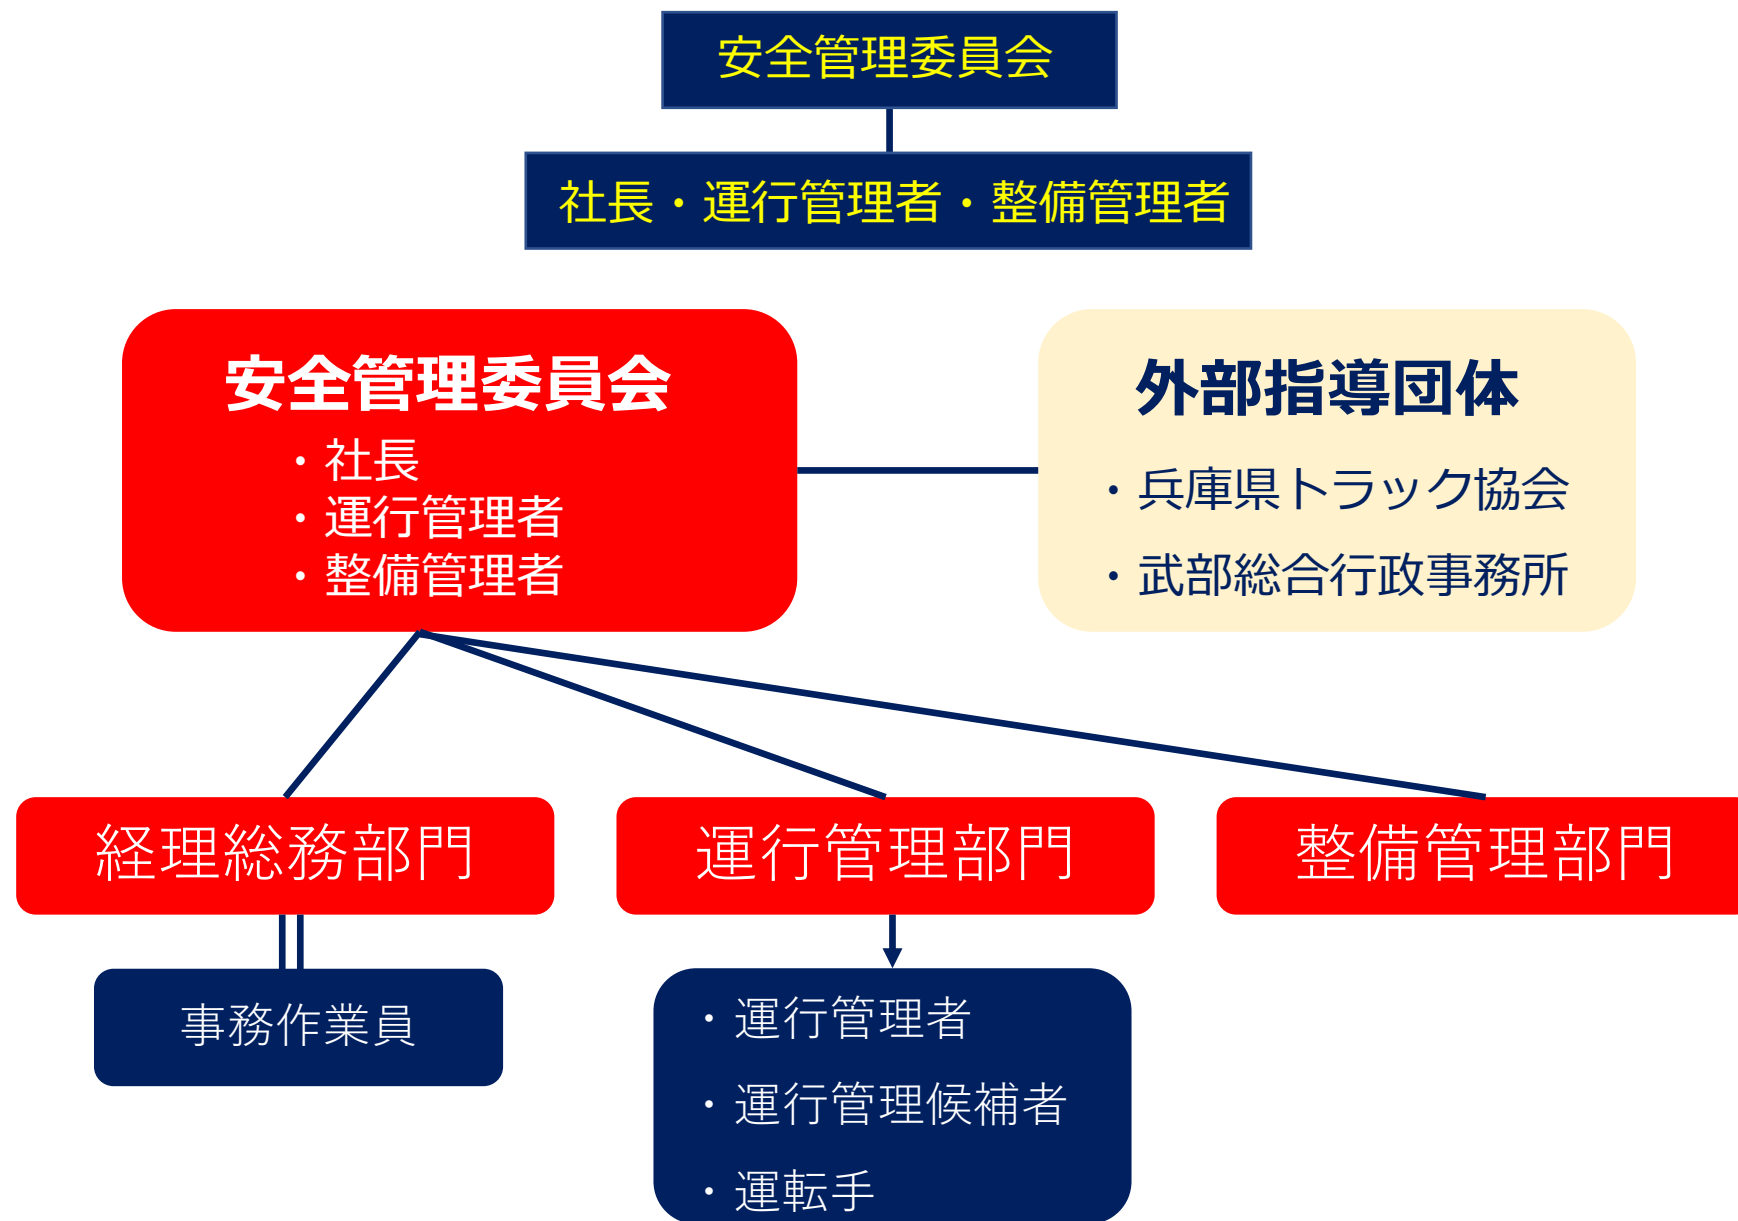 安全管理委員会
社長・運行管理者・整備管理者
安全管理委員会
・社長
・運行管理者
・整備管理者
外部指導団体
・兵庫県トラック協会
・武部総合行政事務所
経理総務部門
運行管理部門
整備管理部門
事務作業員
・運行管理者
・運行管理候補者
・運転手